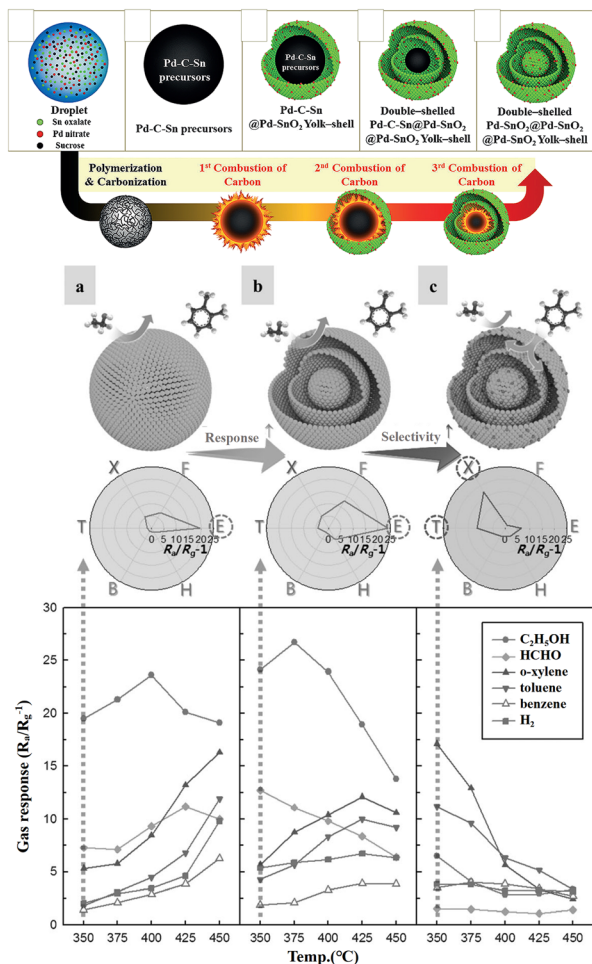 Pd-C-Sn
precursors
Pd-C-Sn
precursors
Droplet
Sn oxalate
Pd nitrate
Sucrose
Pd-C-Sn precursors
Pd-C-Sn
@Pd-SnO₂ Yolk–shell
Double–shelled
Pd-C-Sn@Pd-SnO₂
@Pd-SnO₂Yolk–shell
Double–shelled
Pd-SnO₂@Pd-SnO₂
@Pd-SnO₂Yolk–shell
Polymerization
& Carbonization
1st Combustion of
Carbon
2nd Combustion of
Carbon
3rd Combustion of
Carbon
a
b
c
Response ↑
Selectivity ↑
X F
T E
B H
0 5 10 15 20 25
Ra/Rg-1
X F
T E
B H
0 5 10 15 20 25
Ra/Rg-1
X F
T E
B H
0 5 10 15 20 25
Ra/Rg-1
Gas response (Ra/Rg-1)
30
25
20
15
10
5
0
C₂H₅OH
HCHO
o-xylene
toluene
benzene
H₂
350 375 400 425 450
350 375 400 425 450
350 375 400 425 450
Temp.(°C)